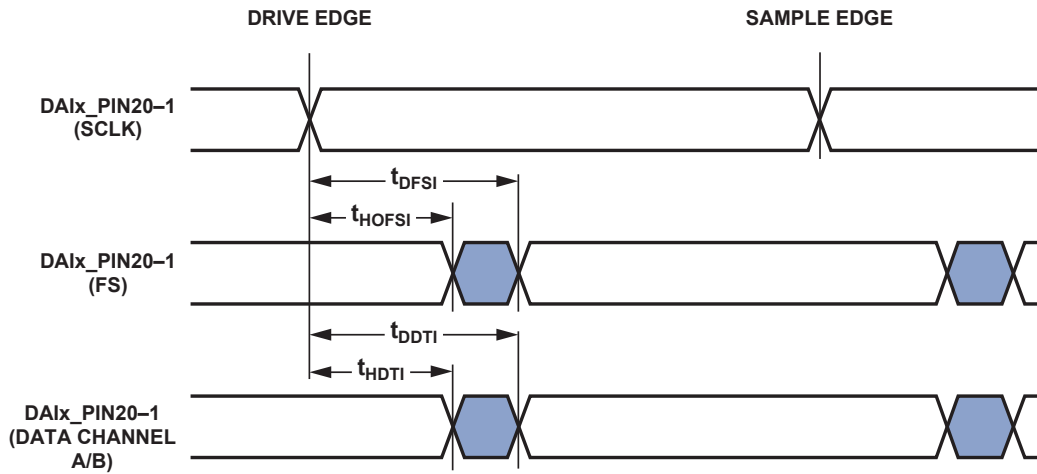 DRIVE EDGE
SAMPLE EDGE
DAIx_PIN20–1
(SCLK)
tDFSI
tHOFSI
DAIx_PIN20–1
(FS)
tDDTI
tHDTI
DAIx_PIN20–1
(DATA CHANNEL
A/B)